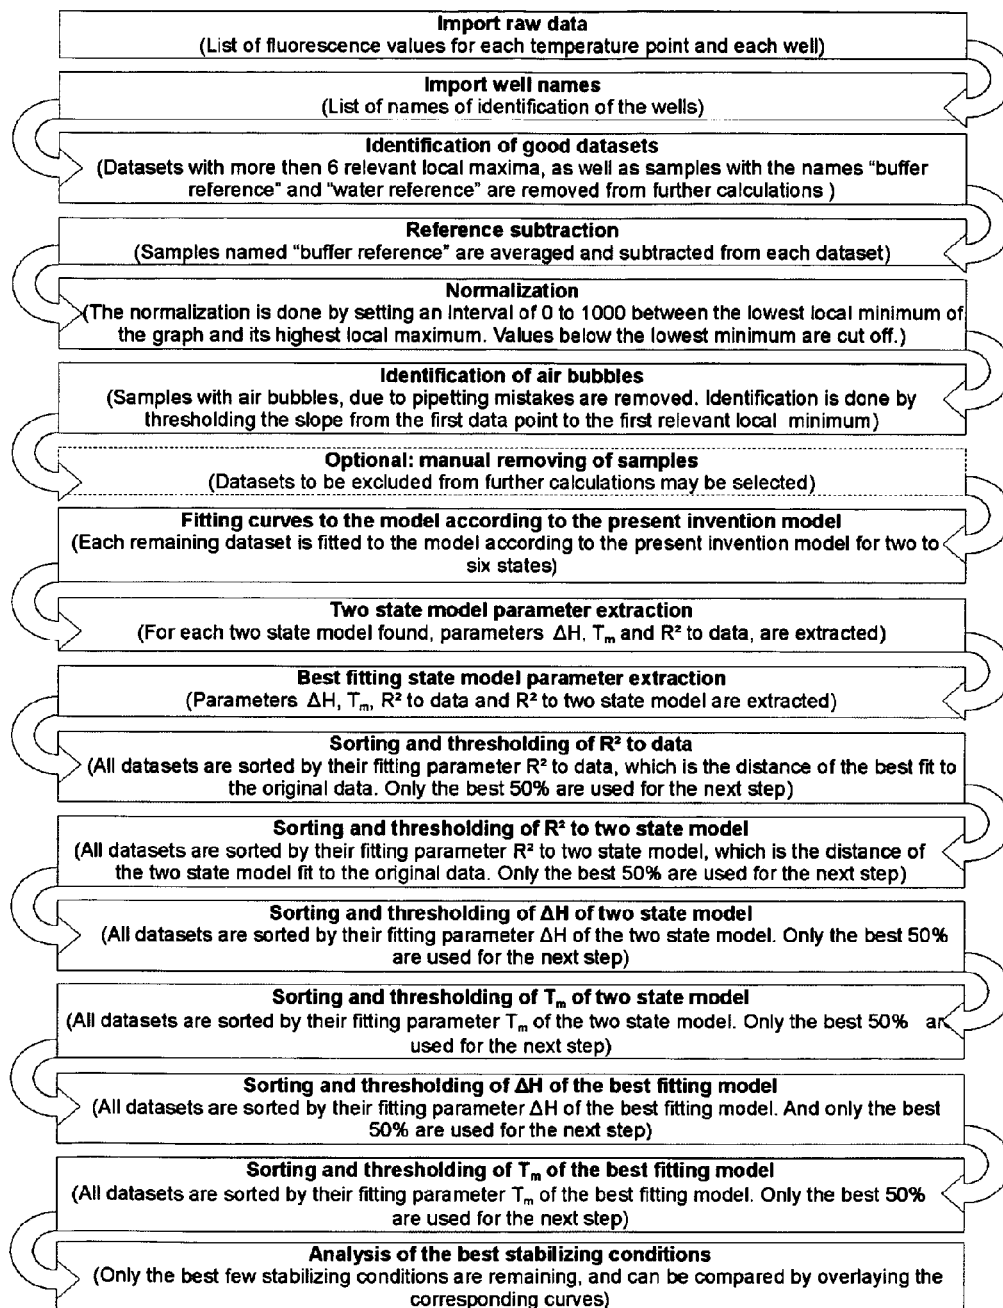 Import raw data
(List of fluorescence values for each temperature point and each well)
Import well names
(List of names of identification of the wells)
Identification of good datasets
(Datasets with more then 6 relevant local maxima, as well as samples with the names "buffer
reference" and "water reference" are removed from further calculations )
Reference subtraction
(Samples named "buffer reference" are averaged and subtracted from each dataset)
Normalization
(The normalization is done by setting an interval of 0 to 1000 between the lowest local minimum of
the graph and its highest local maximum. Values below the lowest minimum are cut off.)
Identification of air bubbles
(Samples with air bubbles, due to pipetting mistakes are removed. Identification is done by
thresholding the slope from the first data point to the first relevant local minimum)
Optional: manual removing of samples
(Datasets to be excluded from further calculations may be selected)
Fitting curves to the model according to the present invention model
(Each remaining dataset is fitted to the model according to the present invention model for two to
six states)
Two state model parameter extraction
(For each two state model found, parameters ΔH, Tm and R² to data, are extracted)
Best fitting state model parameter extraction
(Parameters ΔH, Tm, R² to data and R² to two state model are extracted)
Sorting and thresholding of R² to data
(All datasets are sorted by their fitting parameter R² to data, which is the distance of the best fit to
the original data. Only the best 50% are used for the next step)
Sorting and thresholding of R² to two state model
(All datasets are sorted by their fitting parameter R² to two state model, which is the distance of
the two state model fit to the original data. Only the best 50% are used for the next step)
Sorting and thresholding of ΔH of two state model
(All datasets are sorted by their fitting parameter ΔH of the two state model. Only the best 50%
are used for the next step)
Sorting and thresholding of Tm of two state model
(All datasets are sorted by their fitting parameter Tm of the two state model. Only the best 50% are
used for the next step)
Sorting and thresholding of ΔH of the best fitting model
(All datasets are sorted by their fitting parameter ΔH of the best fitting model. And only the best
50% are used for the next step)
Sorting and thresholding of Tm of the best fitting model
(All datasets are sorted by their fitting parameter Tm of the best fitting model. Only the best 50%
are used for the next step)
Analysis of the best stabilizing conditions
(Only the best few stabilizing conditions are remaining, and can be compared by overlaying the
corresponding curves)